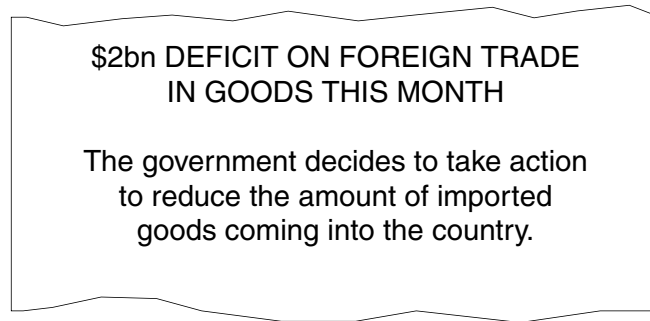 $2bn DEFICIT ON FOREIGN TRADE
IN GOODS THIS MONTH
The government decides to take action
to reduce the amount of imported
goods coming into the country.